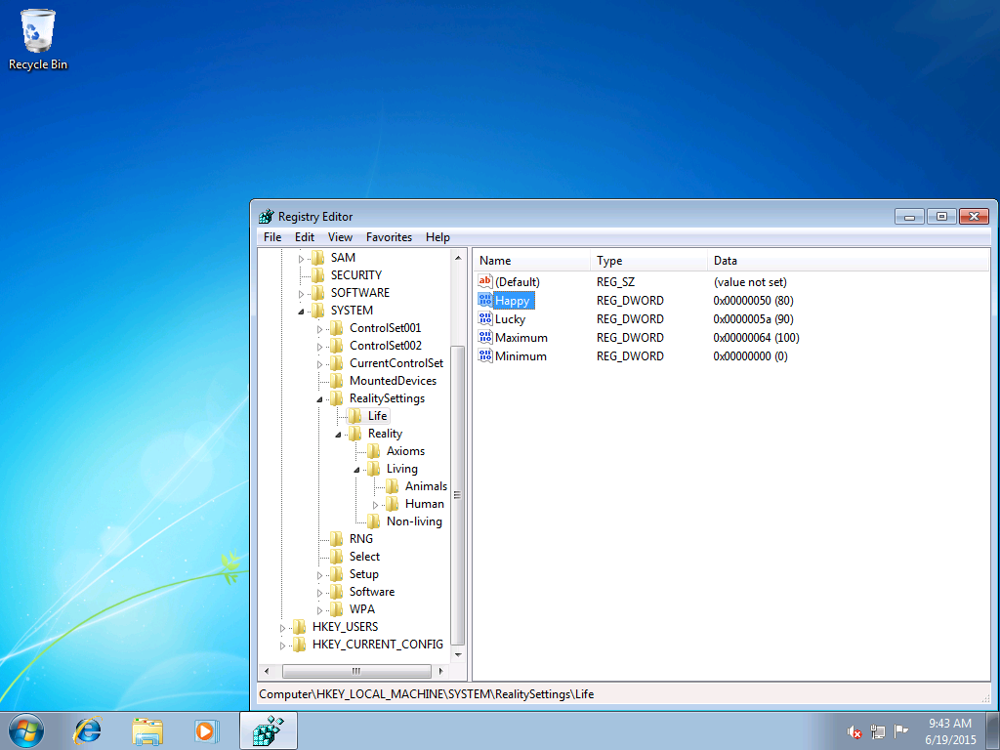 Recycle Bin
Registry Editor
File Edit View Favorites Help
SAM
SECURITY
SOFTWARE
SYSTEM
ControlSet001
ControlSet002
CurrentControlSet
MountedDevices
RealitySettings
Life
Reality
Axioms
Living
Animals
Human
Non-living
RNG
Select
Setup
Software
WPA
HKEY_USERS
HKEY_CURRENT_CONFIG
Name Type Data
(Default) REG_SZ (value not set)
Happy REG_DWORD 0x00000050 (80)
Lucky REG_DWORD 0x0000005a (90)
Maximum REG_DWORD 0x00000064 (100)
Minimum REG_DWORD 0x00000000 (0)
Computer\HKEY_LOCAL_MACHINE\SYSTEM\RealitySettings\Life
9:43 AM
6/19/2015